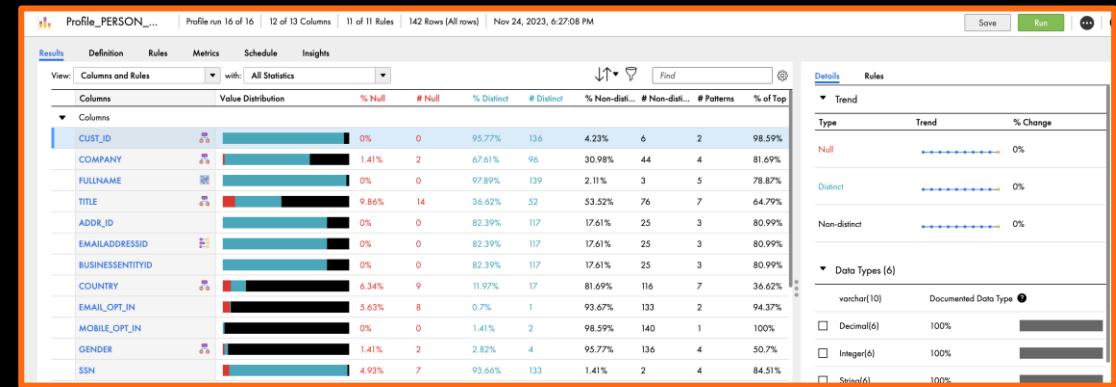 Profile_PERSON_... Profile run 16 of 16 12 of 13 Columns 11 of 11 Rules 142 Rows (All rows) Nov 24, 2023, 6:27:08 PM Save Run
Results Definition Rules Metrics Schedule Insights
View: Columns and Rules with: All Statistics Find Details Rules
Columns Value Distribution % Null # Null % Distinct # Distinct % Non-disti... # Non-disti... # Patterns % of Top
Columns
CUST_ID 0% 0 95.77% 136 4.23% 6 2 98.59%
COMPANY 1.41% 2 67.61% 96 30.98% 44 4 81.69%
FULLNAME 0% 0 97.89% 139 2.11% 3 5 78.87%
TITLE 9.86% 14 36.62% 52 53.52% 76 7 64.79%
ADDR_ID 0% 0 82.39% 117 17.61% 25 3 80.99%
EMAILADDRESSID 0% 0 82.39% 117 17.61% 25 3 80.99%
BUSINESSENTITYID 0% 0 82.39% 117 17.61% 25 3 80.99%
COUNTRY 6.34% 9 11.97% 17 81.69% 116 7 36.62%
EMAIL_OPT_IN 5.63% 8 0.7% 1 93.67% 133 2 94.37%
MOBILE_OPT_IN 0% 0 1.41% 2 98.59% 140 1 100%
GENDER 1.41% 2 2.82% 4 95.77% 136 4 50.7%
SSN 4.93% 7 93.66% 133 1.41% 2 4 84.51%
Trend
Type Trend % Change
Null 0%
Distinct 0%
Non-distinct 0%
Data Types (6)
varchar(10) Documented Data Type
Decimal(6) 100%
Integer(6) 100%
String(6) 100%